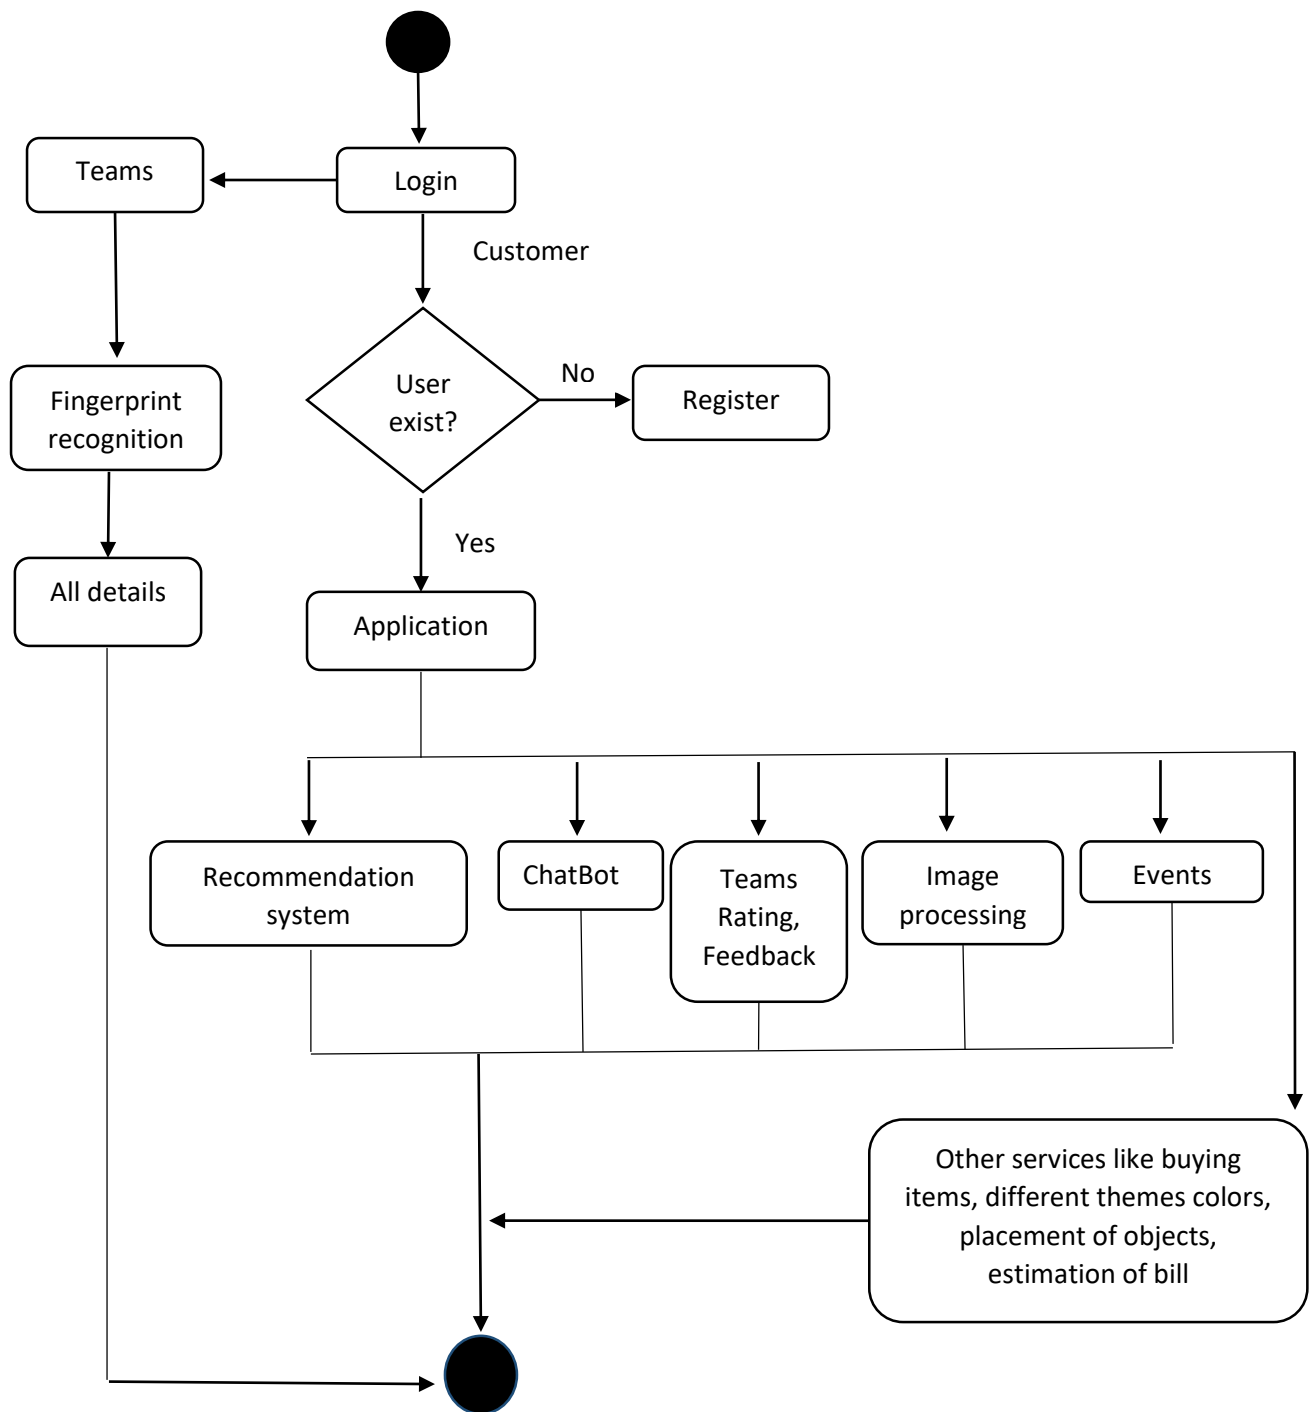 Teams
Login
Customer
User
exist?
No
Register
Fingerprint
recognition
Yes
All details
Application
Recommendation
system
ChatBot
Teams
Rating,
Feedback
Image
processing
Events
Other services like buying
items, different themes colors,
placement of objects,
estimation of bill